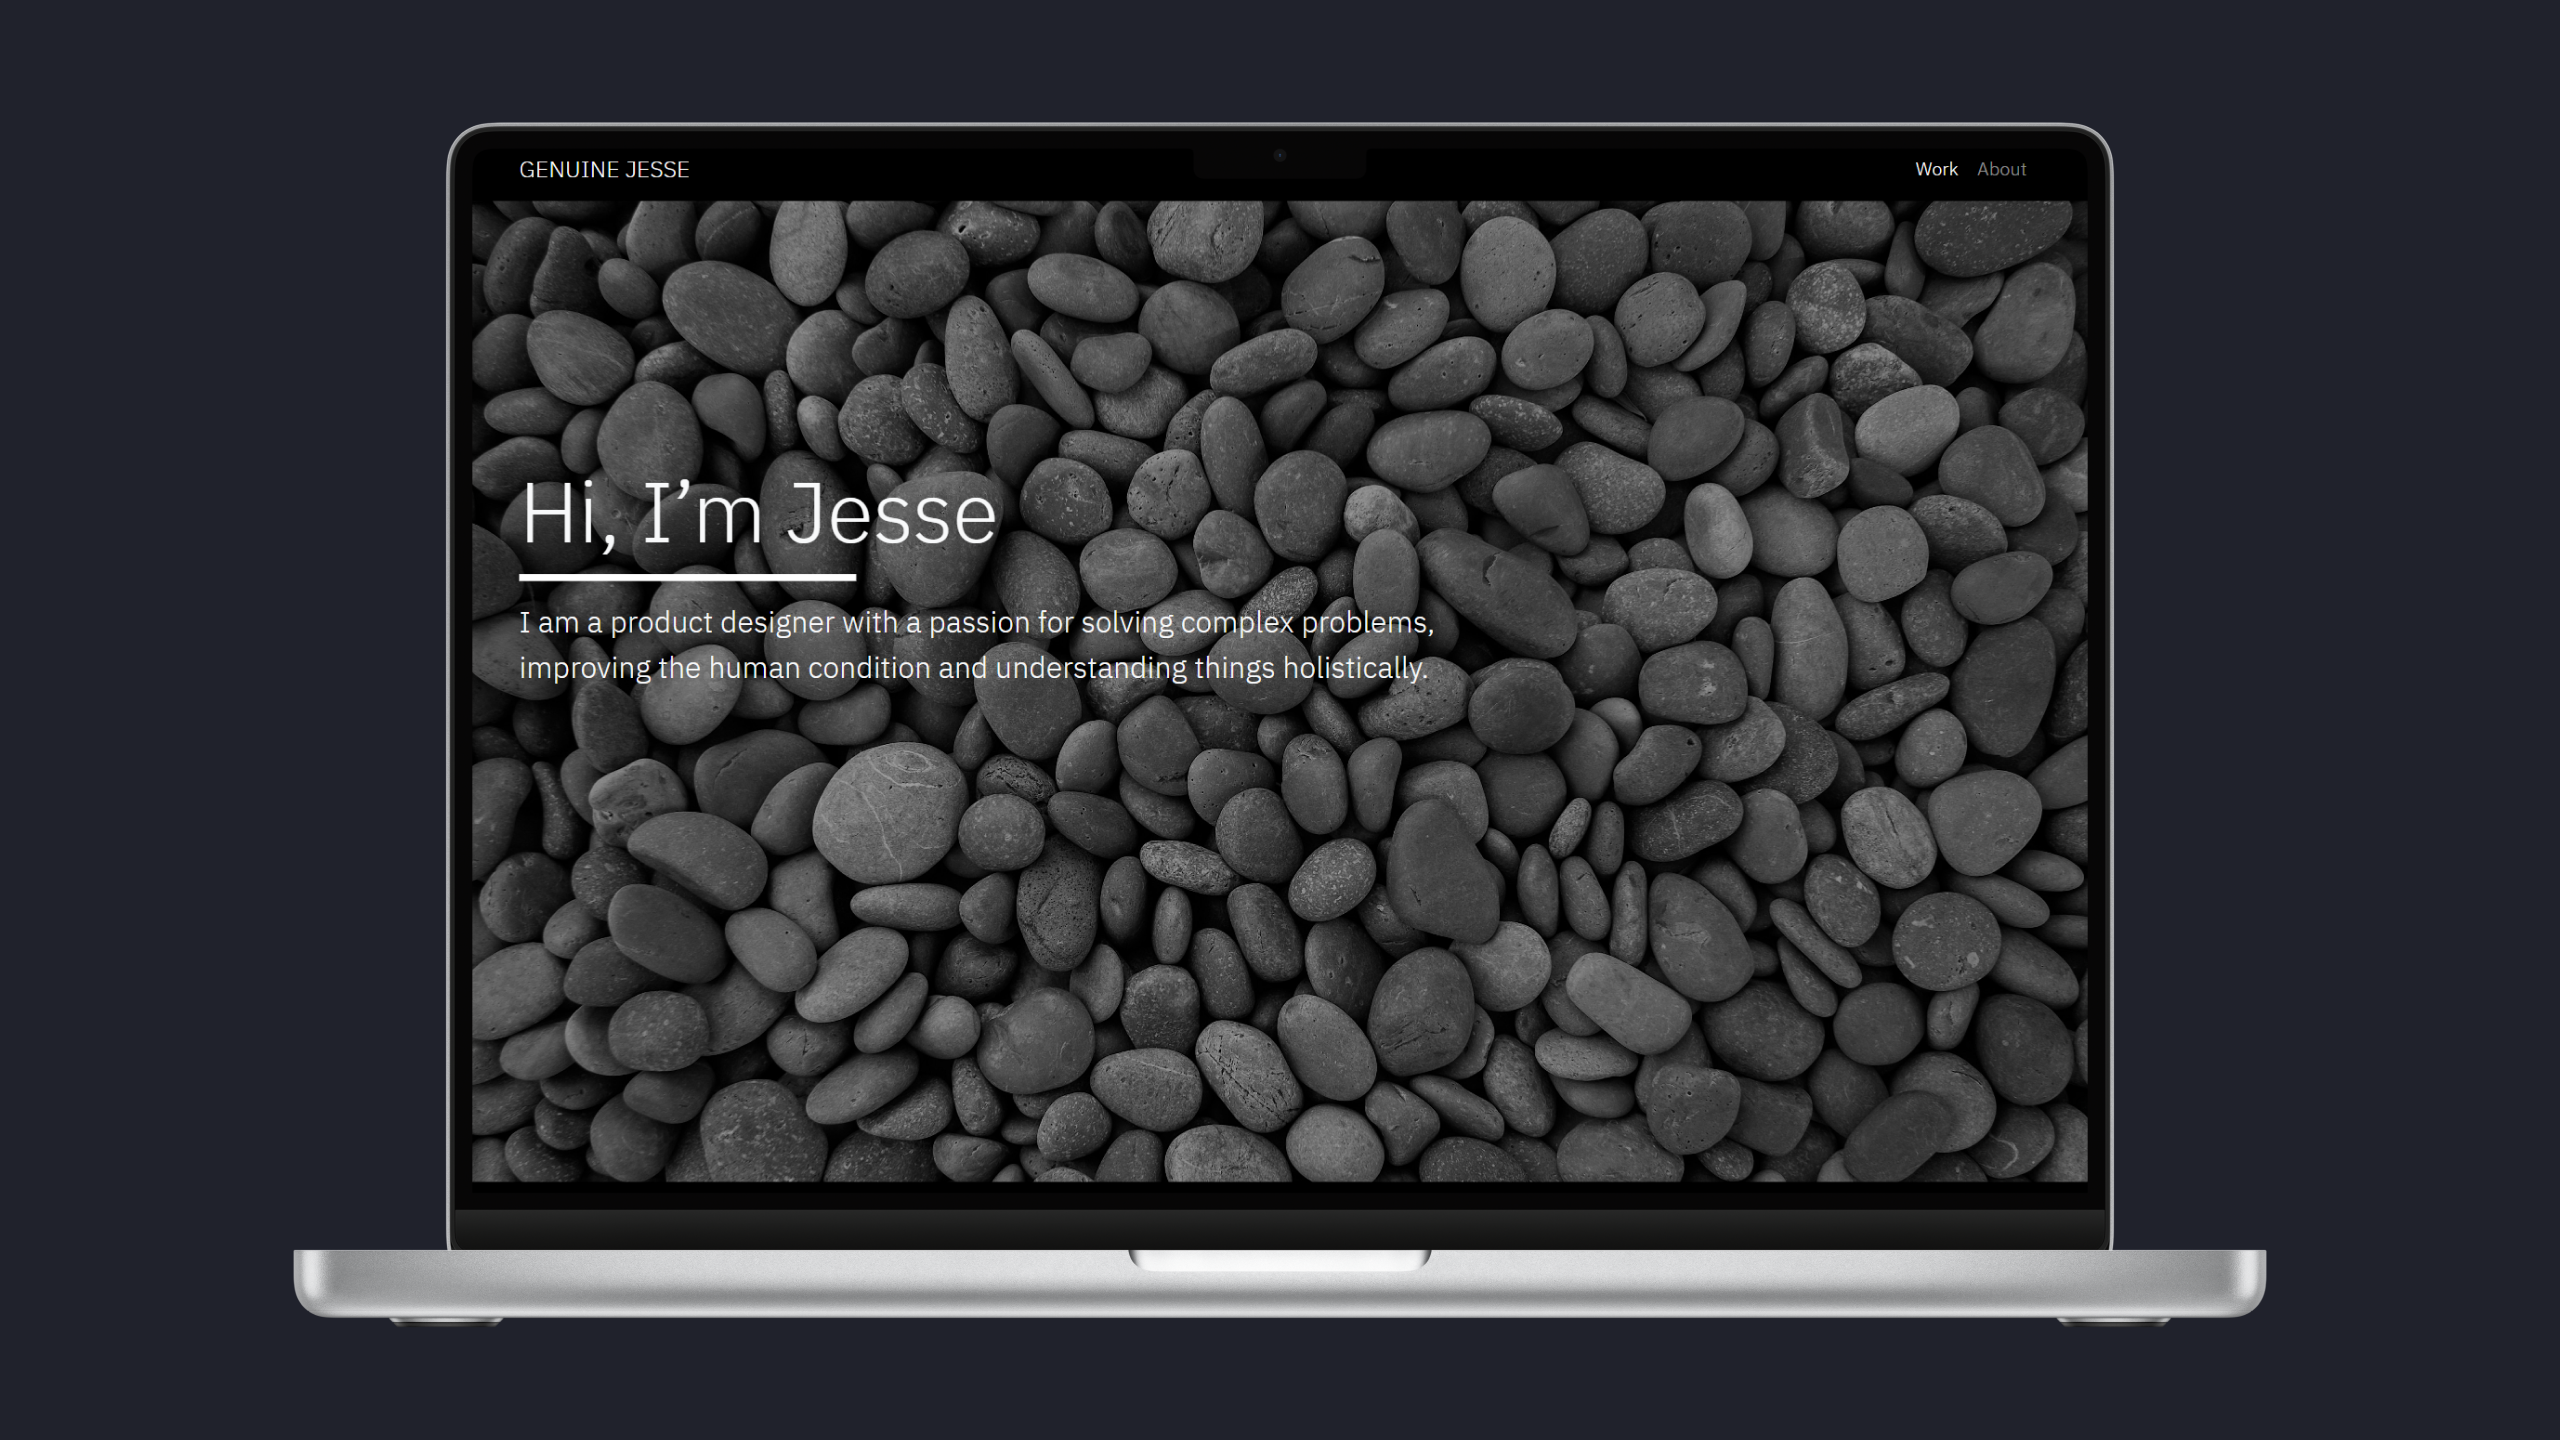 GENUINE JESSE
Work About
Hi, I’m Jesse
I am a product designer with a passion for solving complex problems,
improving the human condition and understanding things holistically.